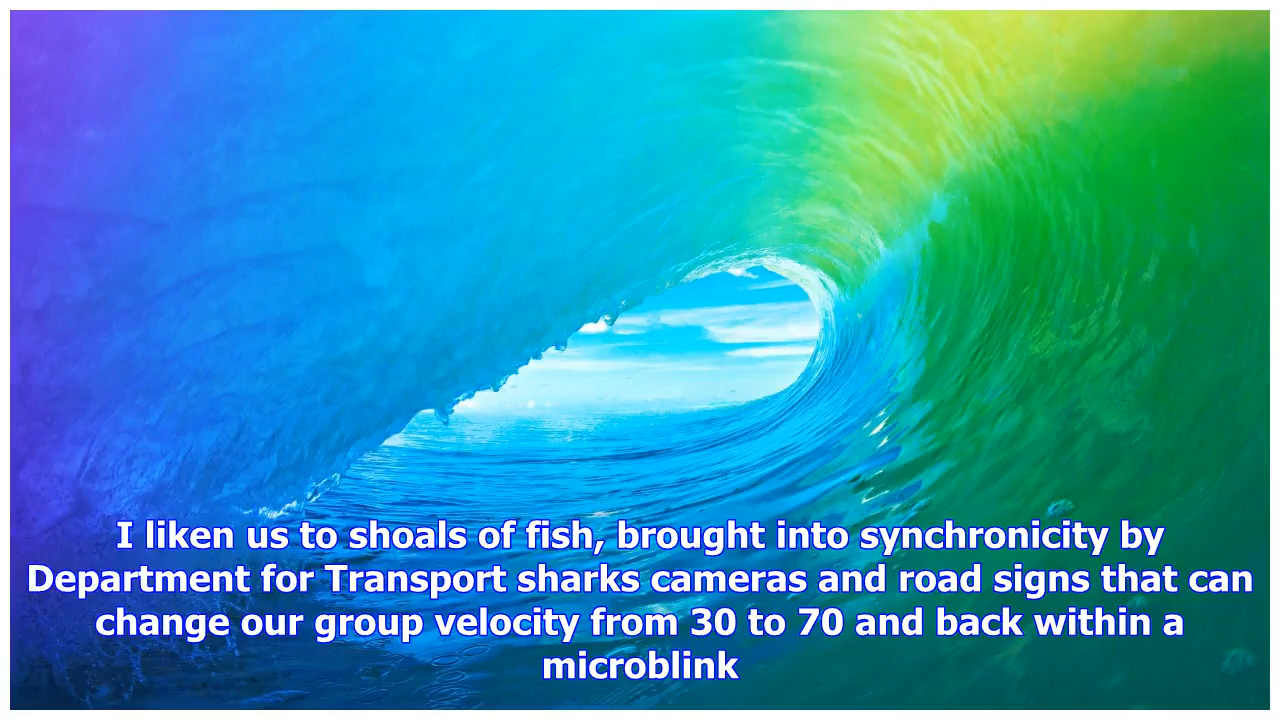 I liken us to shoals of fish, brought into synchronicity by
Department for Transport sharks cameras and road signs that can
change our group velocity from 30 to 70 and back within a
microblink